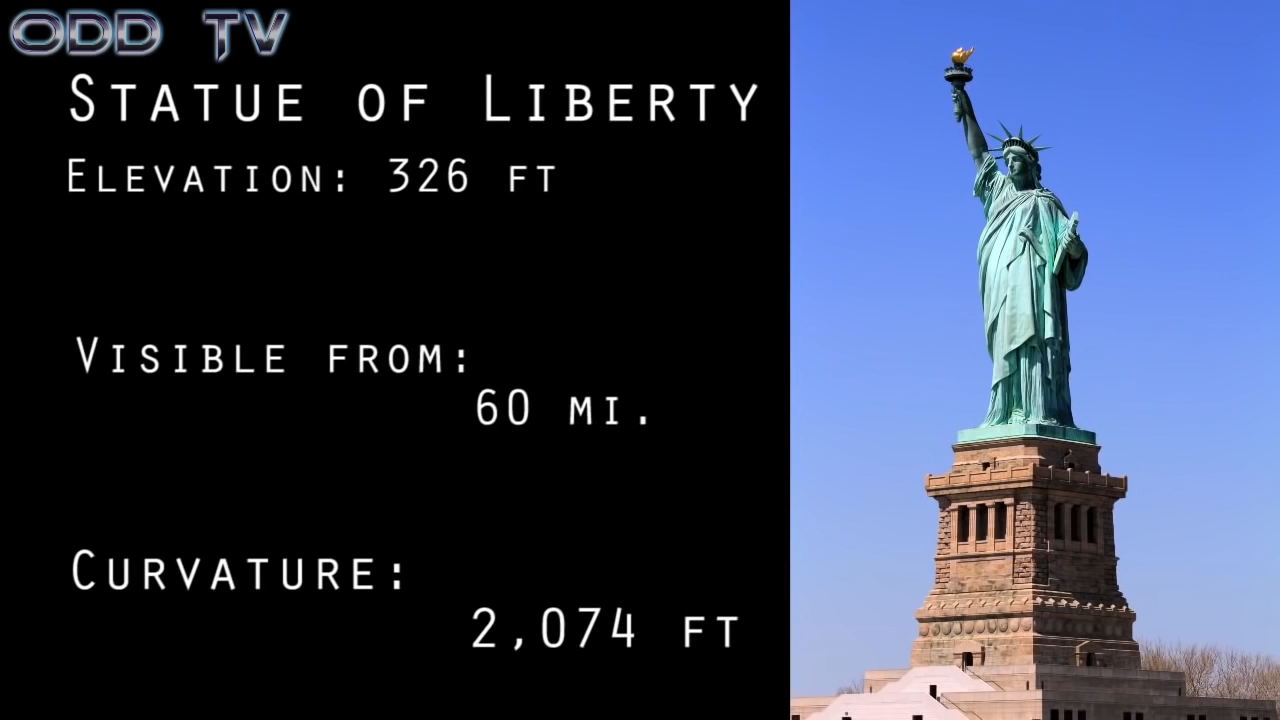 ODD TV
Statue of Liberty
Elevation: 326 ft
Visible from:
60 mi.
Curvature:
2,074 ft